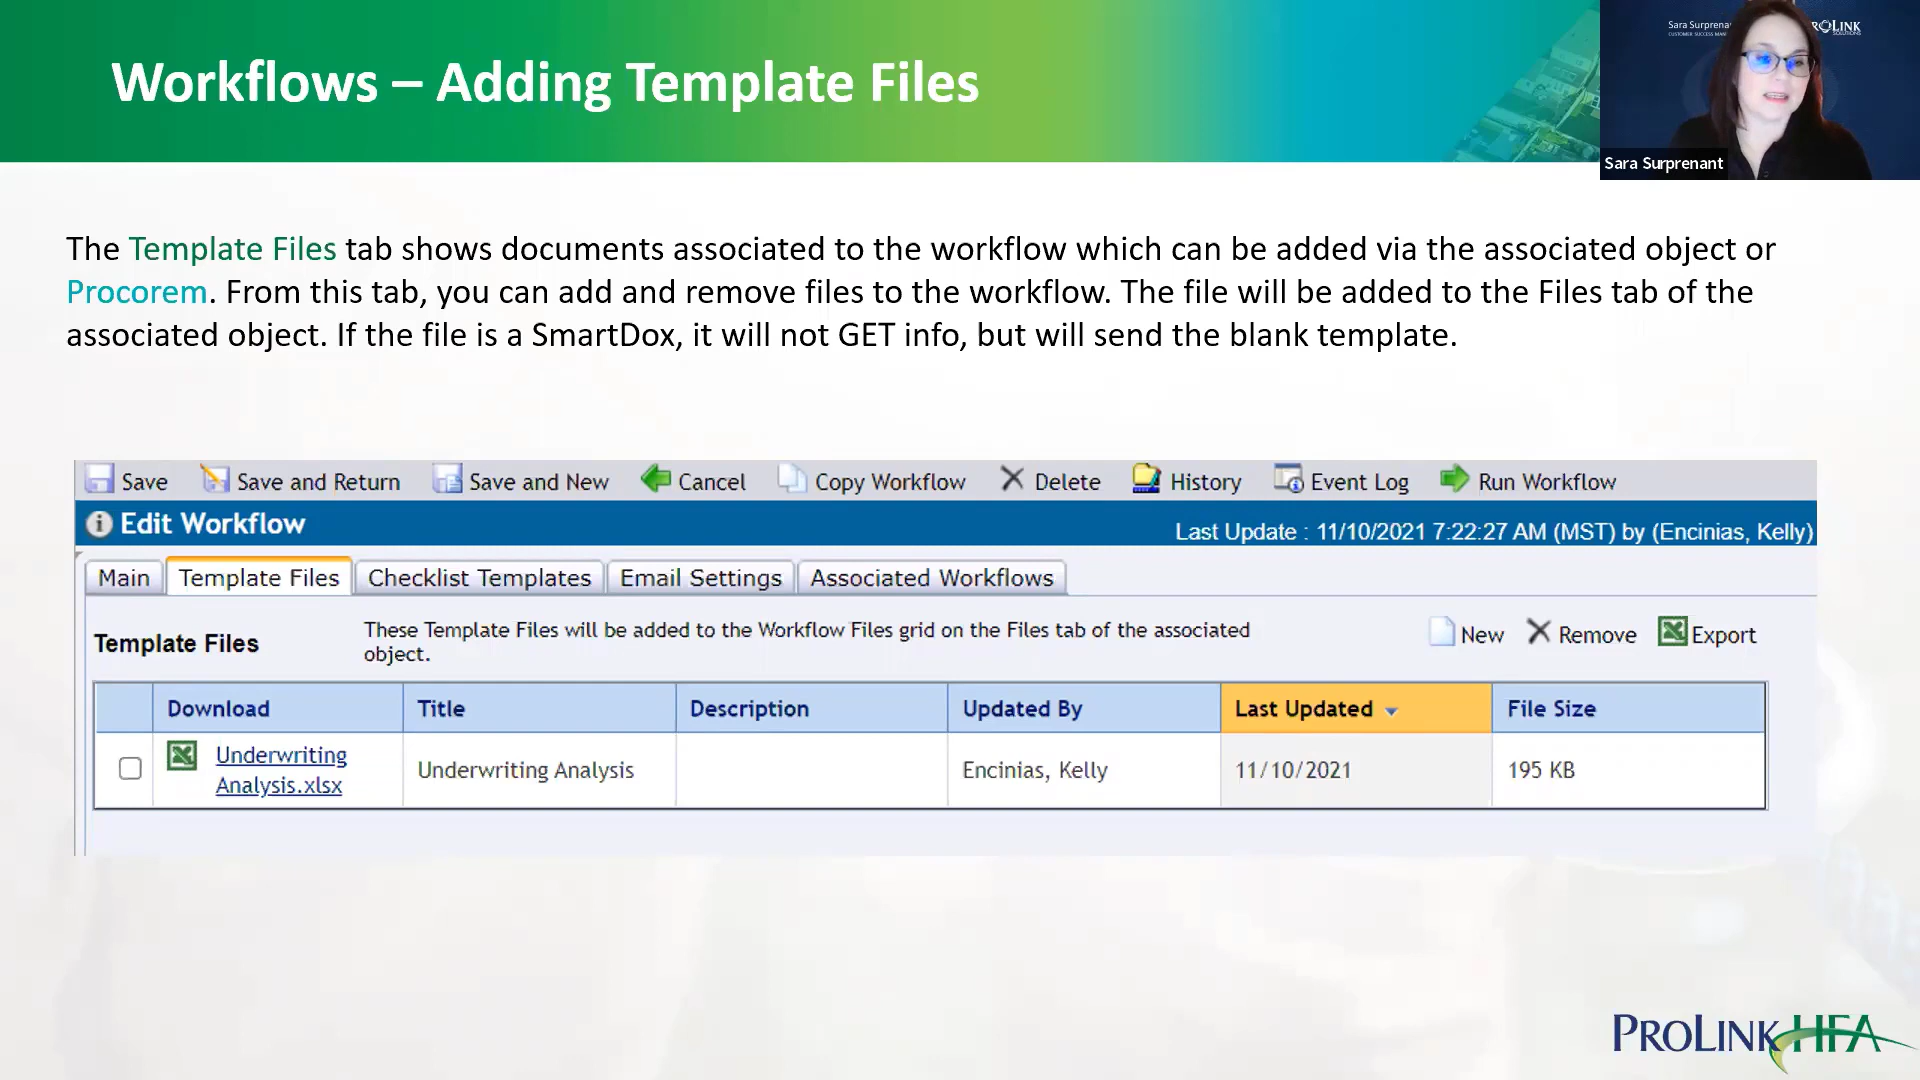 Workflows – Adding Template Files
Sara Surprenant
The Template Files tab shows documents associated to the workflow which can be added via the associated object or
Procorem. From this tab, you can add and remove files to the workflow. The file will be added to the Files tab of the
associated object. If the file is a SmartDox, it will not GET info, but will send the blank template.
Save Save and Return Save and New Cancel Copy Workflow Delete History Event Log Run Workflow
Edit Workflow Last Update : 11/10/2021 7:22:27 AM (MST) by (Encinias, Kelly)
Main Template Files Checklist Templates Email Settings Associated Workflows
Template Files These Template Files will be added to the Workflow Files grid on the Files tab of the associated
object.
New Remove Export
Download Title Description Updated By Last Updated File Size
Underwriting
Analysis.xlsx
Underwriting Analysis Encinias, Kelly 11/10/2021 195 KB
PROLINK HFA